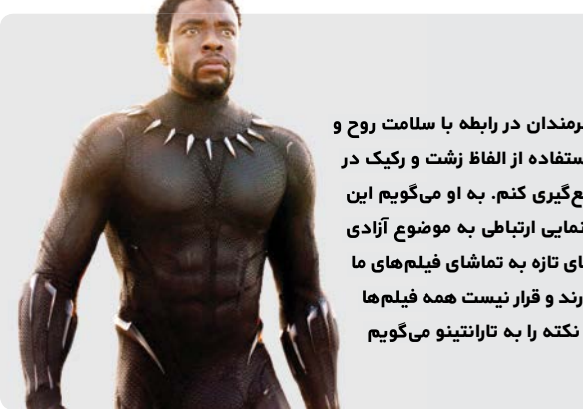 رمندان در رابطه با سلامت روح و
ستفاده از الفاظ زشت و رکیک در
ع‌گیری کنم. به او می‌گویم این
نمایی ارتباطی به موضوع آزادی
ای تازه به تماشای فیلم‌های ما
رند و قرار نیست همه فیلم‌ها
نکته را به تارانتینو می‌گویم